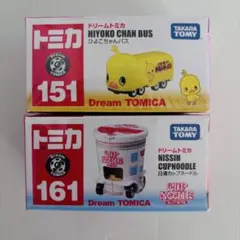 トミカ
ドリームトミカ
HIYOKO CHAN BUS
ひよこちゃんバス
TAKARA TOMY
151
Dream TOMICA
トミカ
ドリームトミカ
NISSIN
CUPNOODLE
日清カップヌードル
TAKARA TOMY
161
CUP
NOODLE
Dream TOMICA